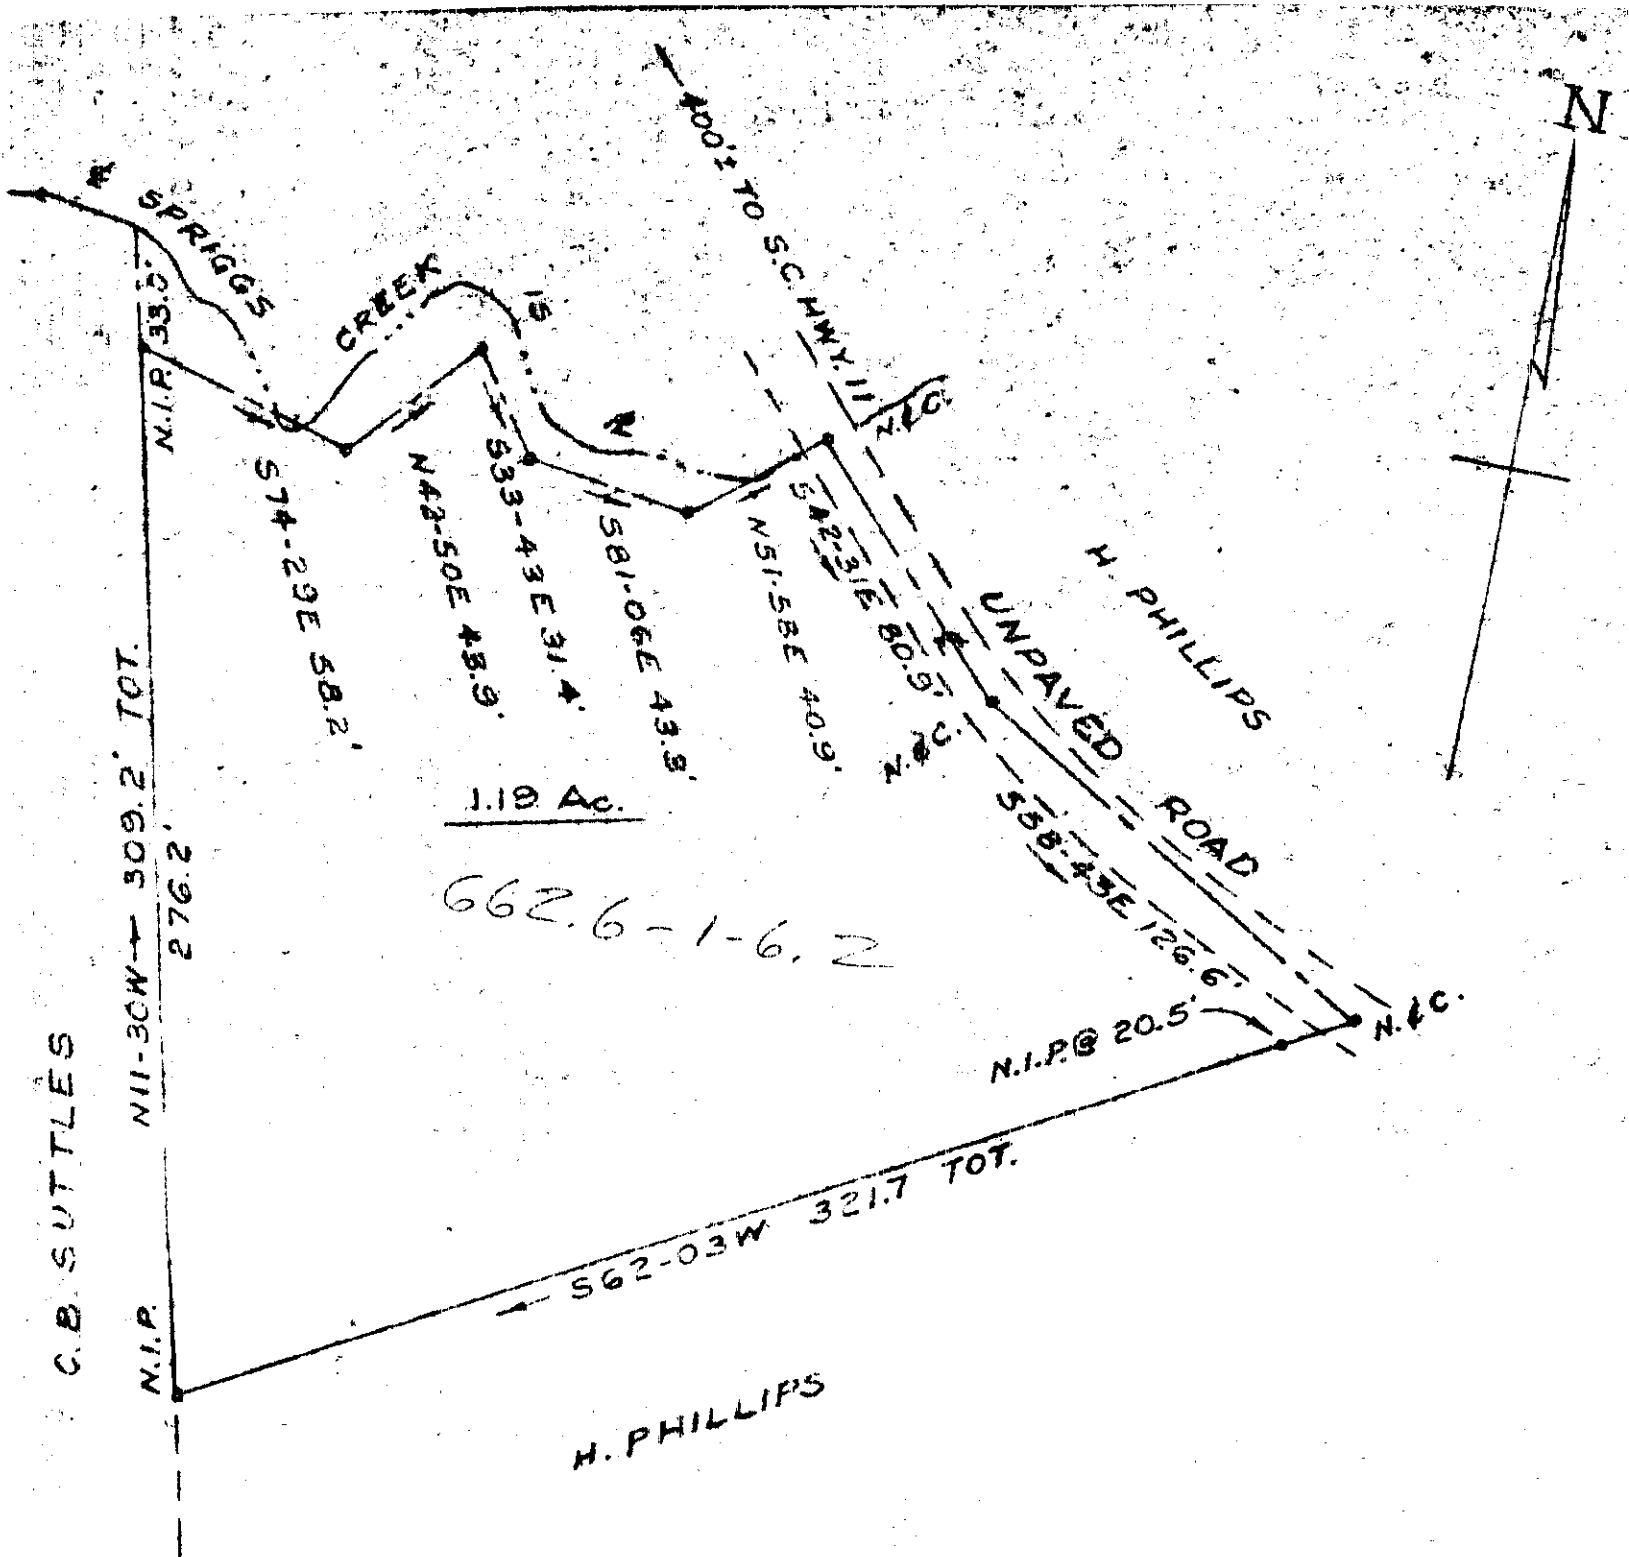 N
400'± TO S.C. HWY. 11
SPRIGGS
CREEK
IS
33.0'
N.I.P.
N.&C.
S74-29E 58.2'
N42-50E 43.9'
S33-43E 31.4'
S81-06E 43.3'
N51-58E 40.9'
S42-31E 80.9'
UNPAVED
ROAD
H. PHILLIPS
N.&C.
S58-43E 126.6'
1.19 Ac.
662.6-1-6.2
N11-30W 309.2' TOT.
276.2'
C.B. SUTTLES
N.I.P.@ 20.5'
N.&C.
S62-03W 321.7 TOT.
N.I.P.
H. PHILLIPS